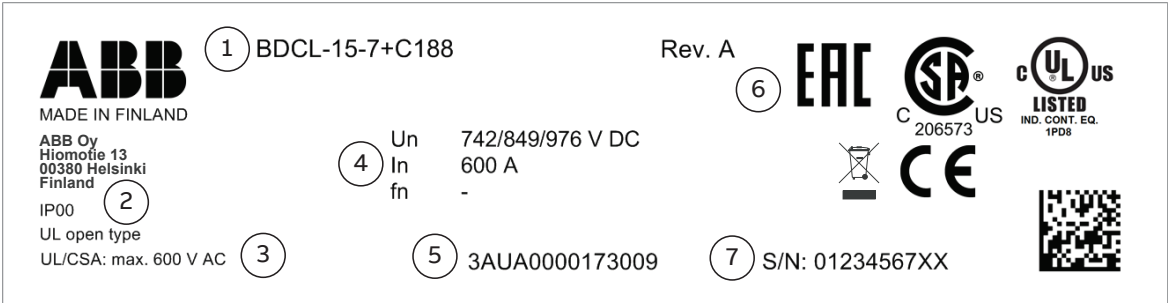 ABB
MADE IN FINLAND
ABB Oy
Hiomotie 13
00380 Helsinki
Finland
IP00
2
UL open type
UL/CSA: max. 600 V AC
3
1
BDCL-15-7+C188
Rev. A
4
Un 742/849/976 V DC
In 600 A
fn -
5
3AUA0000173009
6
EAC
CSA®
C US
206573
C UL® US
LISTED
IND. CONT. EQ.
1PD8
CE
7
S/N: 01234567XX